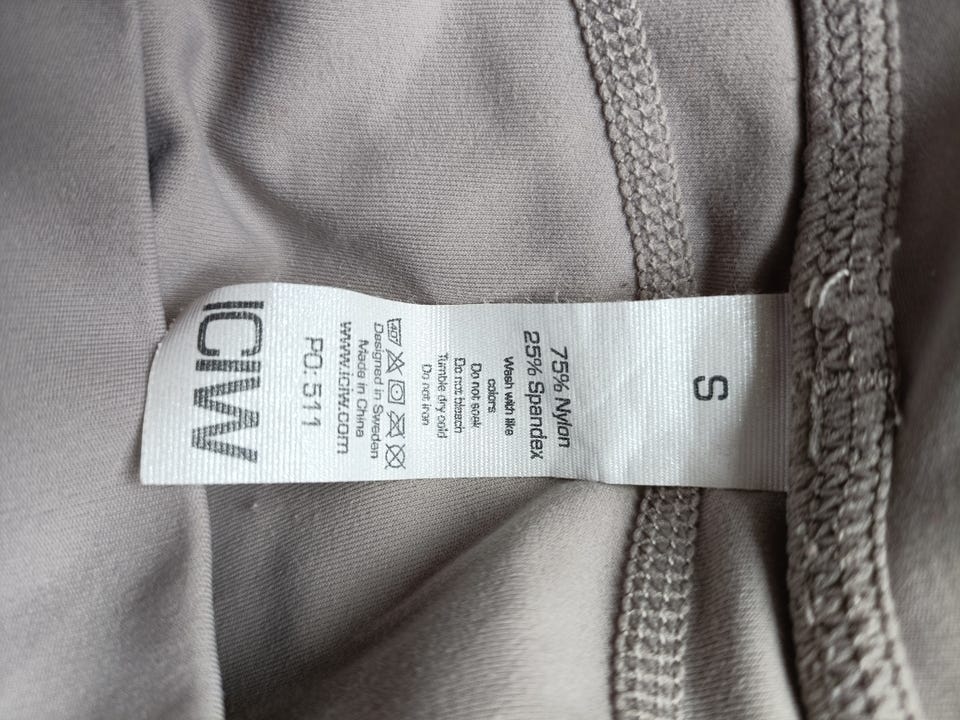 S
75% Nylon
25% Spandex
Wash with like
colors
Do not soak
Do not bleach
Tumble dry cold
Do not iron
40°
Designed in Sweden
Made in China
www.iciw.com
PO: 511
ICIW